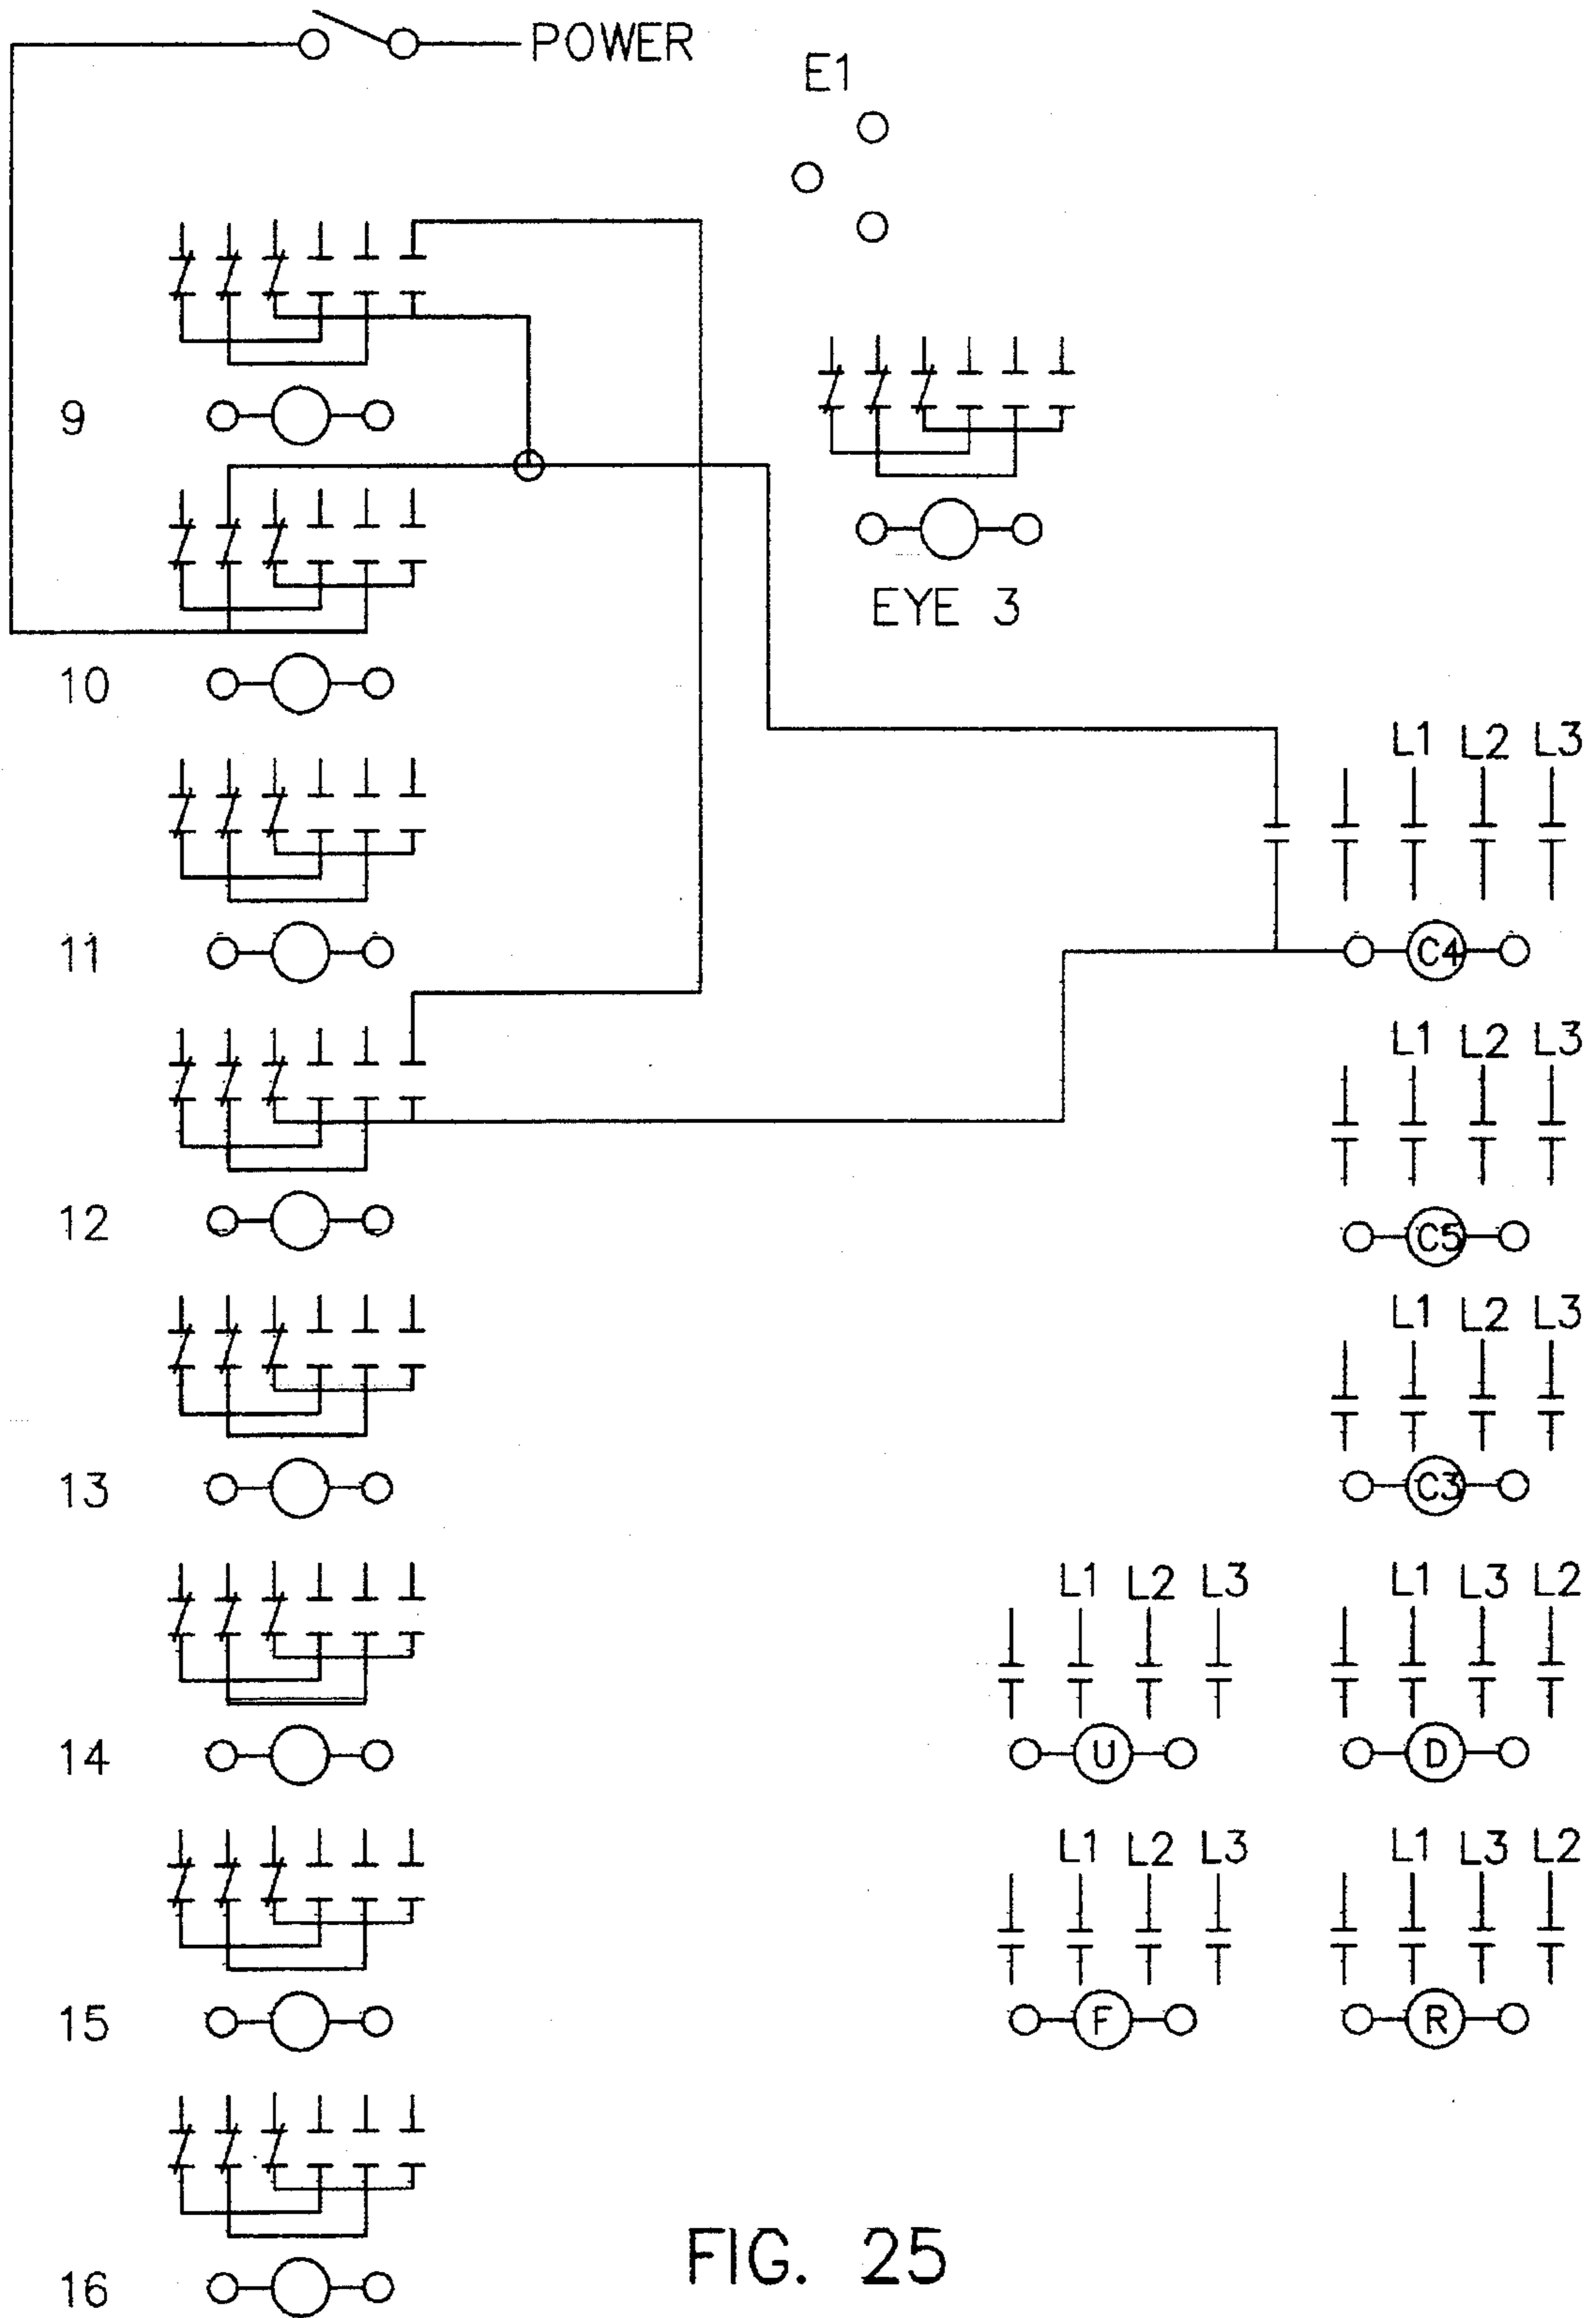 POWER
E1
9
EYE 3
10
L1 L2 L3
11
C4
L1 L2 L3
12
C5
L1 L2 L3
13
C3
L1 L2 L3 L1 L3 L2
14
U D
L1 L2 L3 L1 L3 L2
15
F R
FIG. 25
16